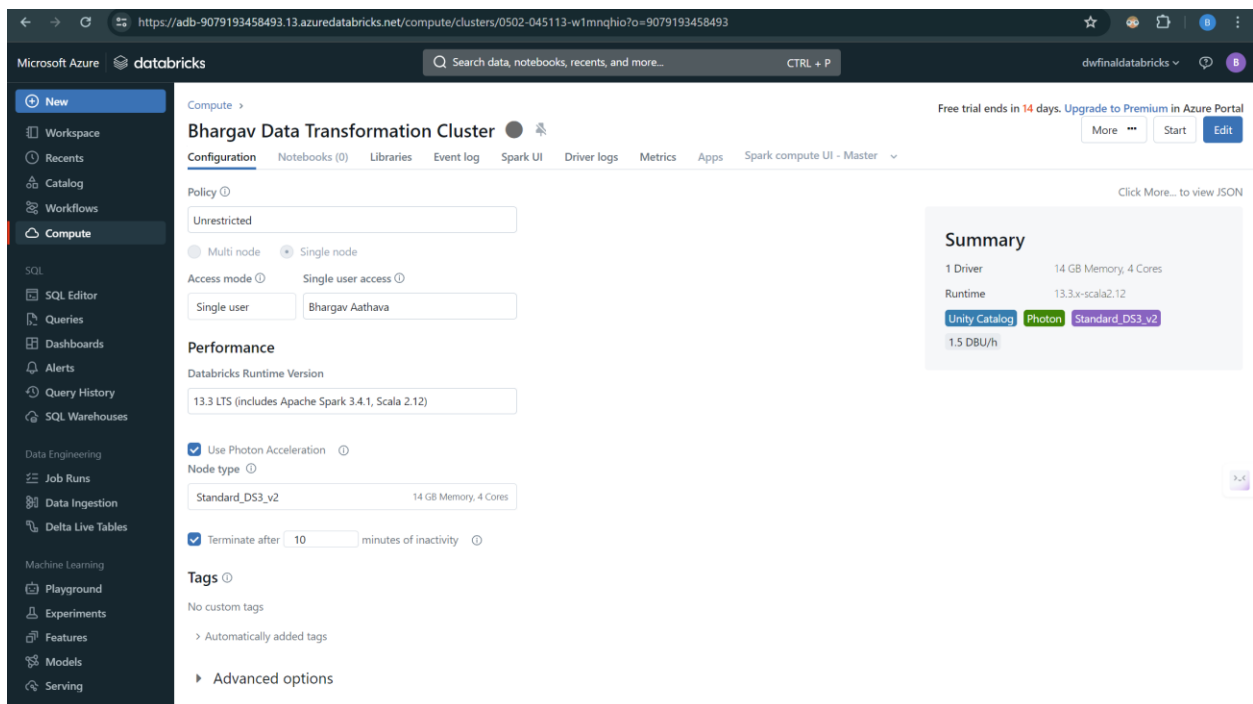 https://adb-9079193458493.13.azuredatabricks.net/compute/clusters/0502-045113-w1mnqhio?o=9079193458493
B
Microsoft Azure databricks
Search data, notebooks, recents, and more... CTRL + P
dwfinaldatabricks
B
New
Workspace
Recents
Catalog
Workflows
Compute
SQL
SQL Editor
Queries
Dashboards
Alerts
Query History
SQL Warehouses
Data Engineering
Job Runs
Data Ingestion
Delta Live Tables
Machine Learning
Playground
Experiments
Features
Models
Serving
Compute >
Free trial ends in 14 days. Upgrade to Premium in Azure Portal
Bhargav Data Transformation Cluster
More ... Start Edit
Configuration Notebooks (0) Libraries Event log Spark UI Driver logs Metrics Apps Spark compute UI - Master
Policy
Click More... to view JSON
Unrestricted
Multi node Single node
Access mode Single user access
Single user Bhargav Aathava
Performance
Databricks Runtime Version
13.3 LTS (includes Apache Spark 3.4.1, Scala 2.12)
Use Photon Acceleration
Node type
Standard_DS3_v2 14 GB Memory, 4 Cores
Terminate after 10 minutes of inactivity
Tags
No custom tags
Automatically added tags
Advanced options
Summary
1 Driver 14 GB Memory, 4 Cores
Runtime 13.3.x-scala2.12
Unity Catalog Photon Standard_DS3_v2
1.5 DBU/h